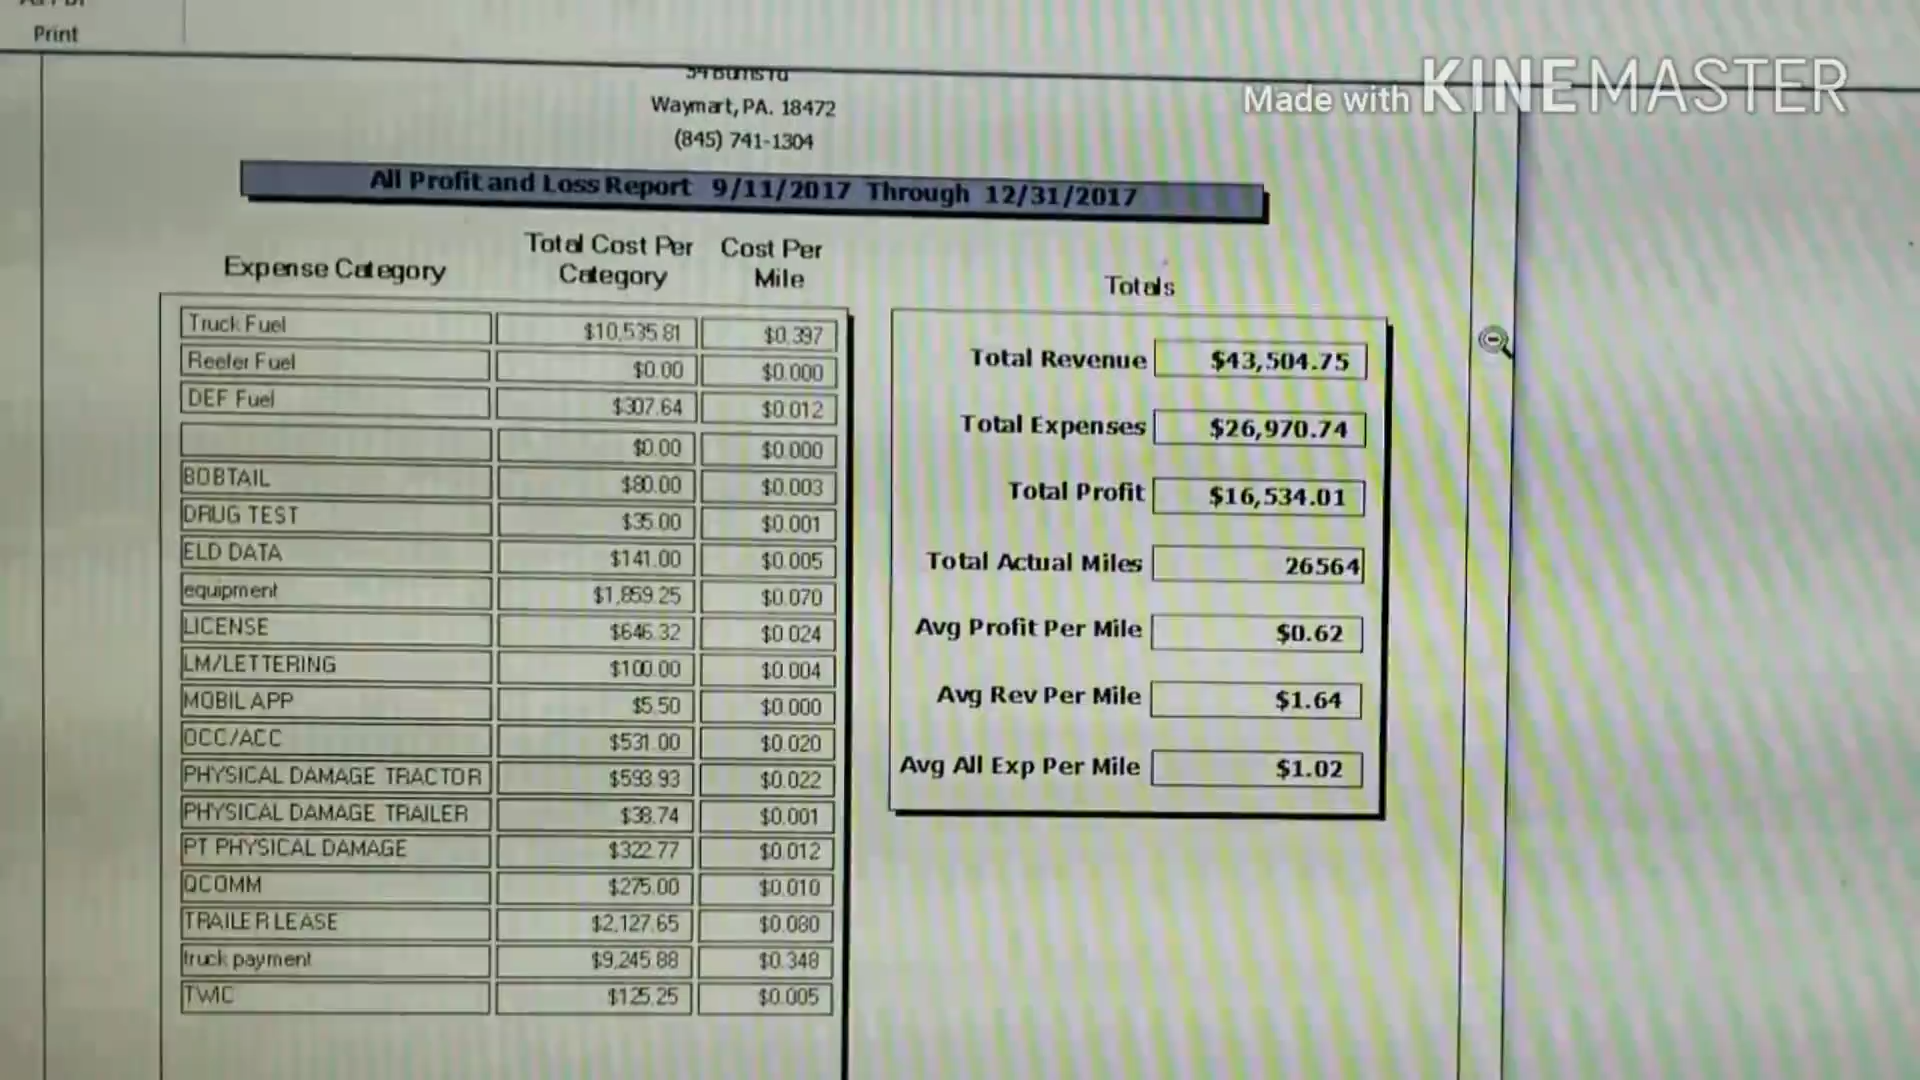 Print
Made with KINEMASTER
Waymart, PA. 18472
(845) 741-1304
All Profit and Loss Report 9/11/2017 Through 12/31/2017
Expense Category Total Cost Per Category Cost Per Mile
Truck Fuel $10,535.81 $0.397
Reefer Fuel $0.00 $0.000
DEF Fuel $307.64 $0.012
$0.00 $0.000
BOBTAIL $80.00 $0.003
DRUG TEST $35.00 $0.001
ELD DATA $141.00 $0.005
equipment $1,859.25 $0.070
LICENSE $646.32 $0.024
LM/LETTERING $100.00 $0.004
MOBIL APP $5.50 $0.000
OCC/ACC $531.00 $0.020
PHYSICAL DAMAGE TRACTOR $593.93 $0.022
PHYSICAL DAMAGE TRAILER $38.74 $0.001
PT PHYSICAL DAMAGE $322.77 $0.012
QCOMM $275.00 $0.010
TRAILER LEASE $2,127.65 $0.080
truck payment $9,245.88 $0.348
TWIC $125.25 $0.005
Totals
Total Revenue $43,504.75
Total Expenses $26,970.74
Total Profit $16,534.01
Total Actual Miles 26564
Avg Profit Per Mile $0.62
Avg Rev Per Mile $1.64
Avg All Exp Per Mile $1.02